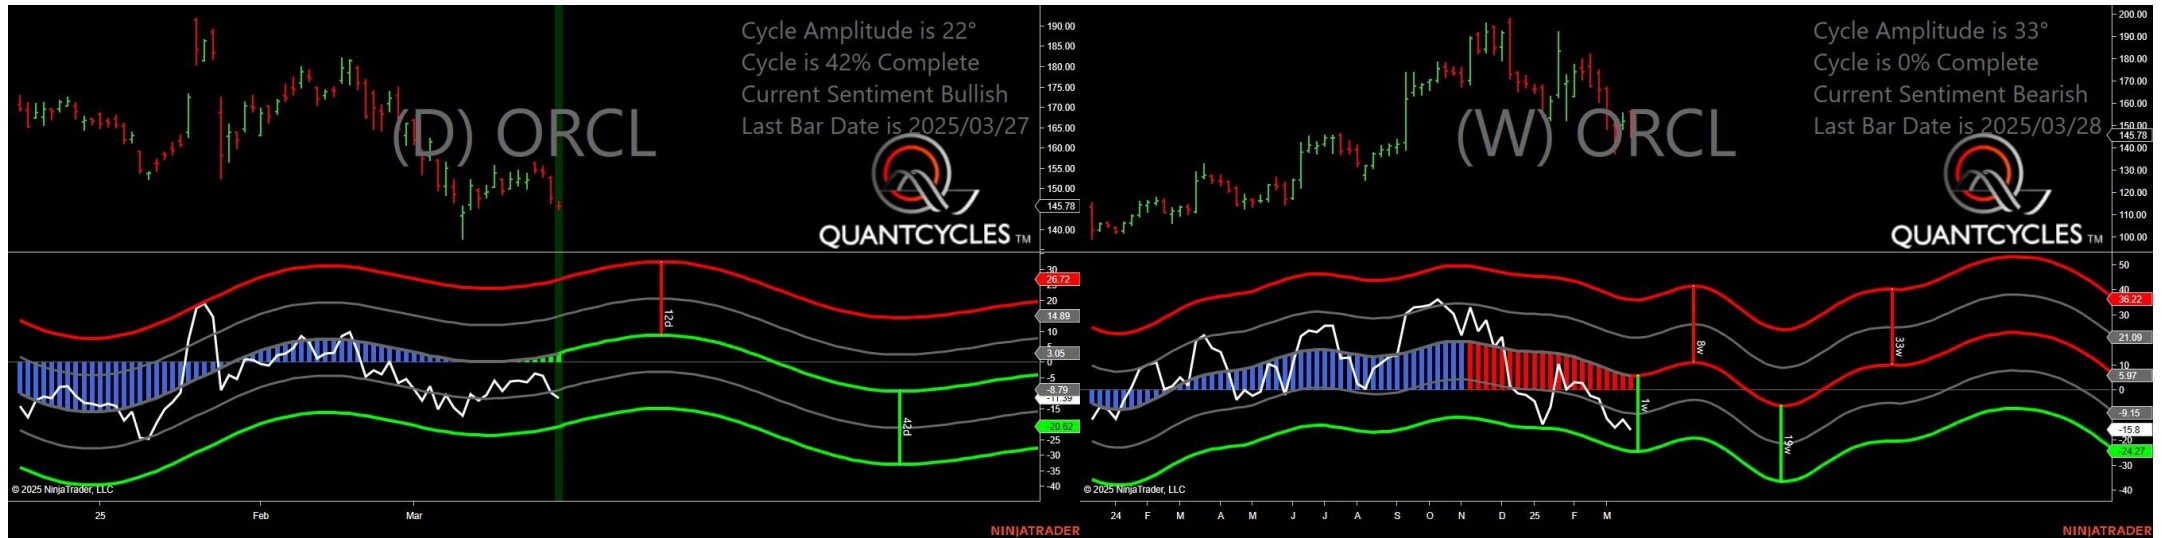 Cycle Amplitude is 22°
Cycle is 42% Complete
Current Sentiment Bullish
Last Bar Date is 2025/03/27
(D) ORCL
QUANTCYCLES TM
190.00
185.00
180.00
175.00
170.00
165.00
160.00
155.00
150.00
145.78
140.00
30
26.72
20
14.89
10
5
3.05
0
-5
-8.79
-11.39
-15
-20.62
-25
-30
-35
-40
12d
42d
© 2025 NinjaTrader, LLC
25
Feb
Mar
NINJATRADER
Cycle Amplitude is 33°
Cycle is 0% Complete
Current Sentiment Bearish
Last Bar Date is 2025/03/28
(W) ORCL
QUANTCYCLES TM
200.00
190.00
180.00
170.00
160.00
150.00
145.78
140.00
130.00
120.00
110.00
100.00
50
40
36.22
30
21.09
10
5.97
0
-9.15
-15.8
-20
-24.27
-30
-40
1w
8w
19w
33w
© 2025 NinjaTrader, LLC
24 F M A M J J A S O N D 25 F M
NINJATRADER